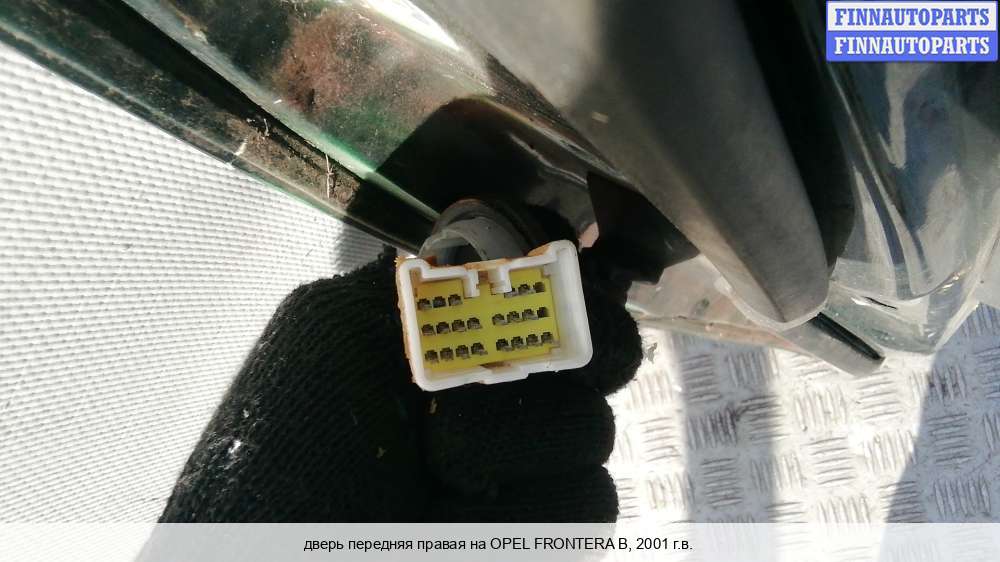 FINNAUTOPARTS
FINNAUTOPARTS
дверь передняя правая на OPEL FRONTERA B, 2001 г.в.